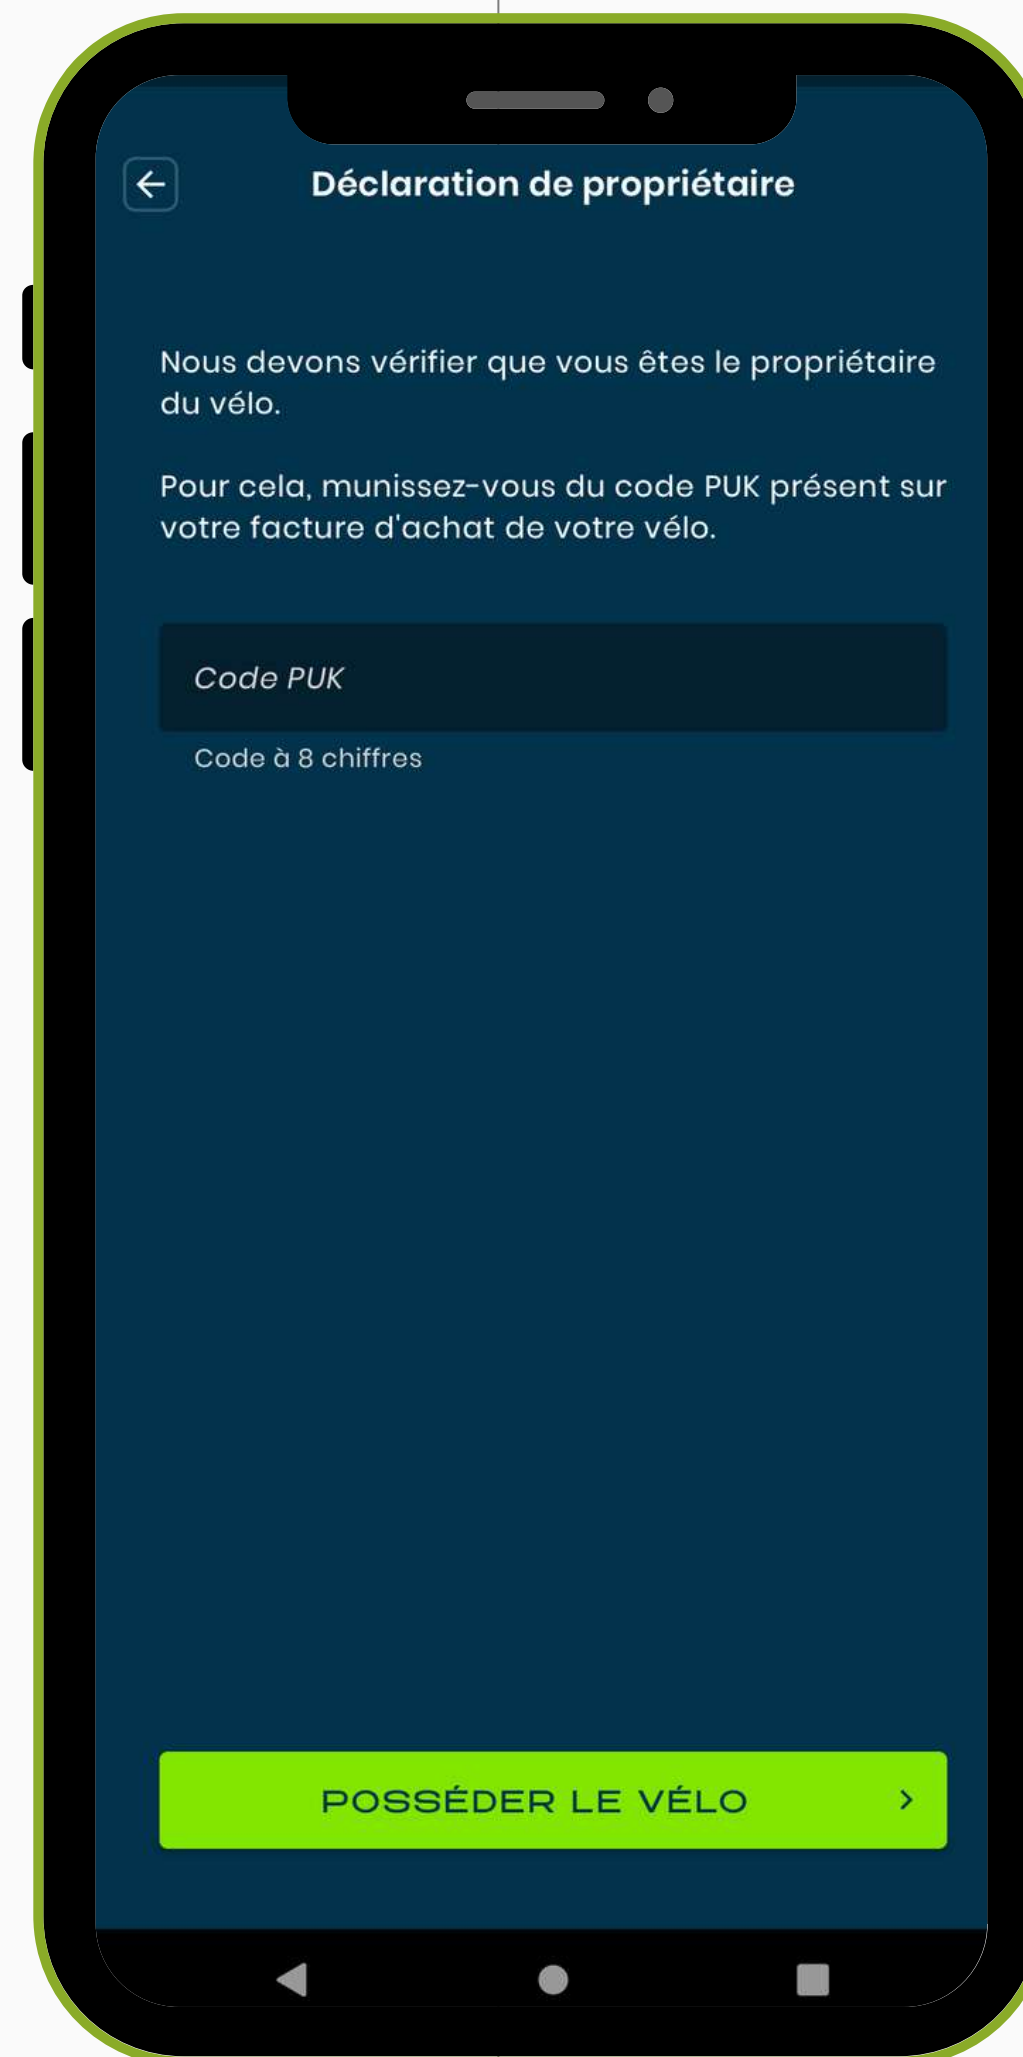 Déclaration de propriétaire
Nous devons vérifier que vous êtes le propriétaire
du vélo.
Pour cela, munissez-vous du code PUK présent sur
votre facture d'achat de votre vélo.
Code PUK
Code à 8 chiffres
POSSÉDER LE VÉLO